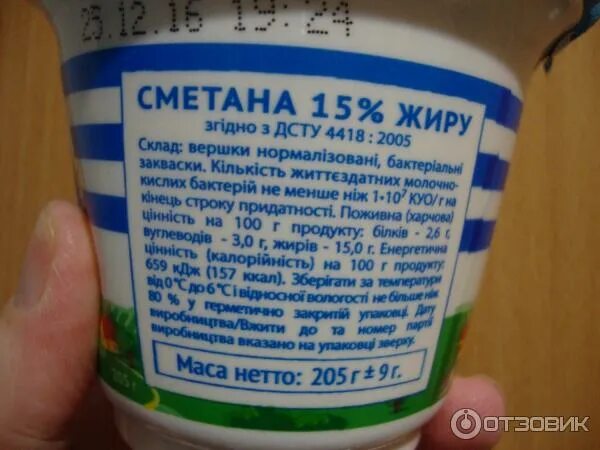 23.12.16 19:24
СМЕТАНА 15% ЖИРУ
згідно з ДСТУ 4418 : 2005
Склад: вершки нормалізовані, бактеріальні
закваски. Кількість життєздатних молочно-
кислих бактерій не менше ніж 1•10⁷ КУО/г на
кінець строку придатності. Поживна (харчова)
цінність на 100 г продукту: білків - 2,6 г,
вуглеводів - 3,0 г, жирів - 15,0 г. Енергетична
цінність (калорійність) на 100 г продукту:
659 кДж (157 ккал). Зберігати за температури
від 0°С до 6°С і відносної вологості не більше ніж
80 % у герметично закритій упаковці. Дату
виробництва/Вжити до та номер партії
виробництва вказано на упаковці зверху.
Маса нетто: 205 г ± 9 г.
205 г
ОТЗОВИК